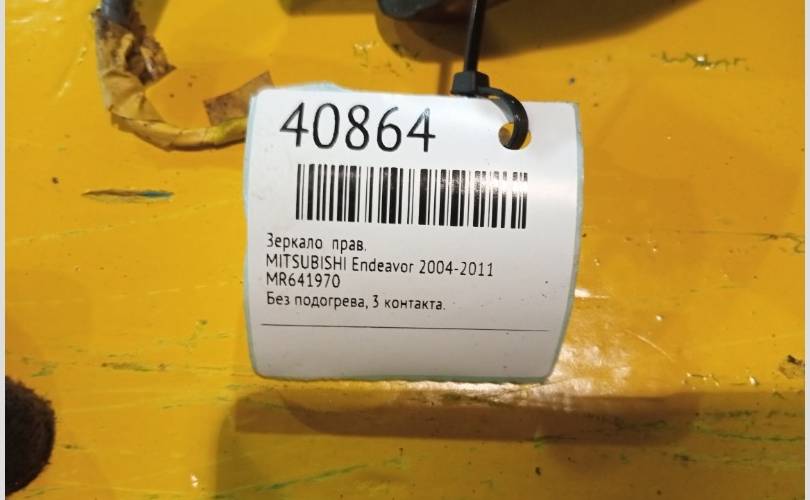 40864
Зеркало прав.
MITSUBISHI Endeavor 2004-2011
MR641970
Без подогрева, 3 контакта.